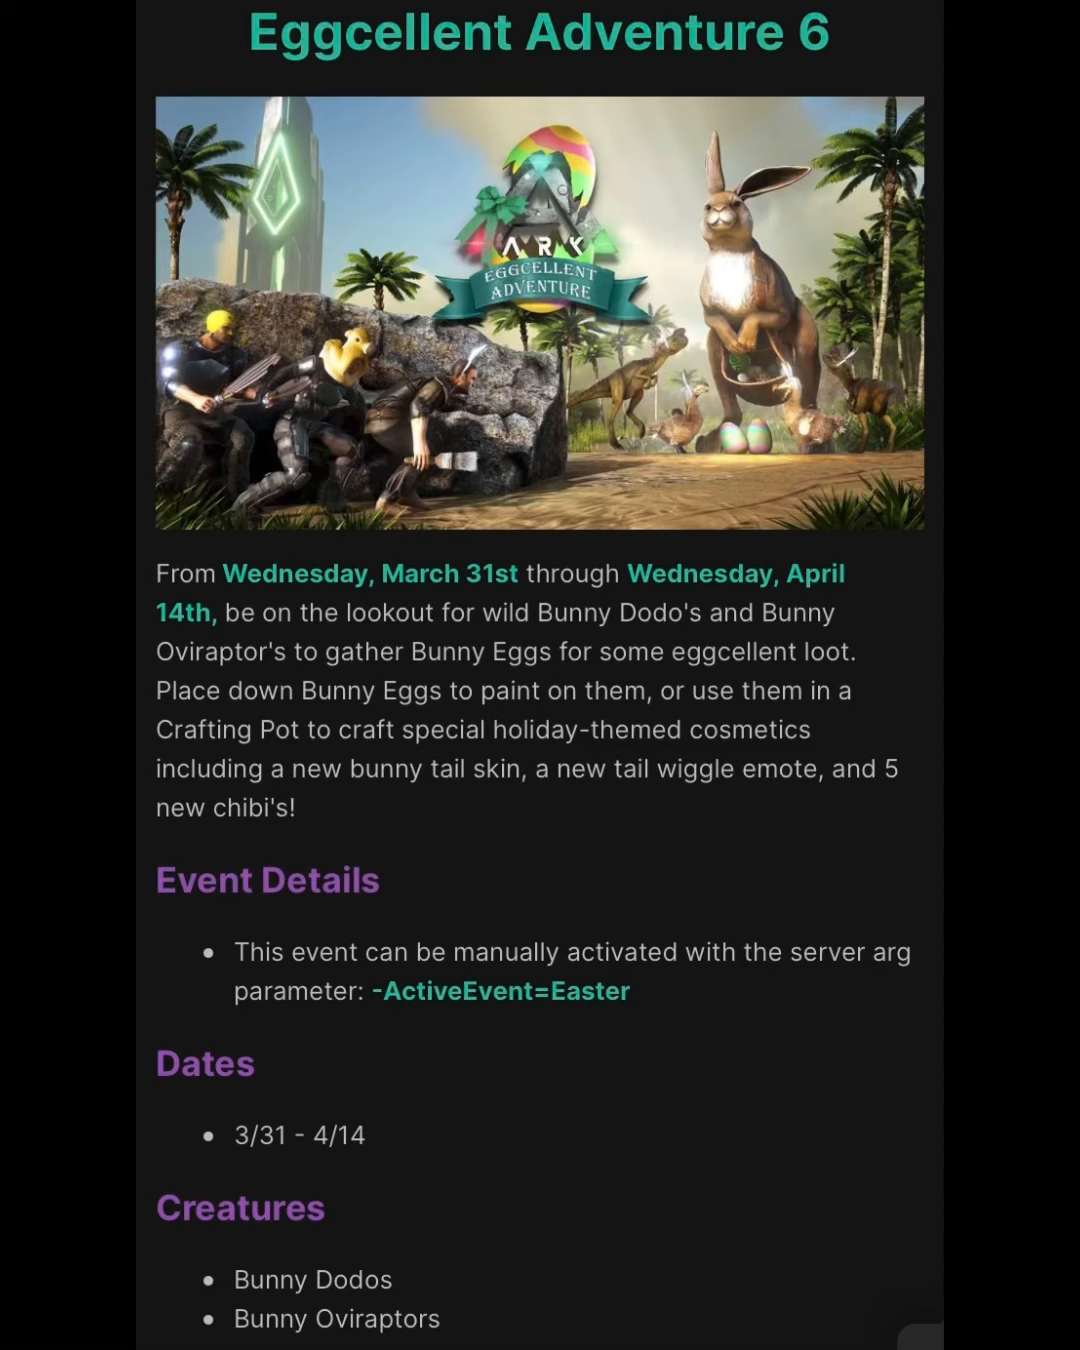 Eggcellent Adventure 6
ARK
EGGCELLENT
ADVENTURE
From Wednesday, March 31st through Wednesday, April
14th, be on the lookout for wild Bunny Dodo's and Bunny
Oviraptor's to gather Bunny Eggs for some eggcellent loot.
Place down Bunny Eggs to paint on them, or use them in a
Crafting Pot to craft special holiday-themed cosmetics
including a new bunny tail skin, a new tail wiggle emote, and 5
new chibi's!
Event Details
• This event can be manually activated with the server arg
parameter: -ActiveEvent=Easter
Dates
• 3/31 - 4/14
Creatures
• Bunny Dodos
• Bunny Oviraptors